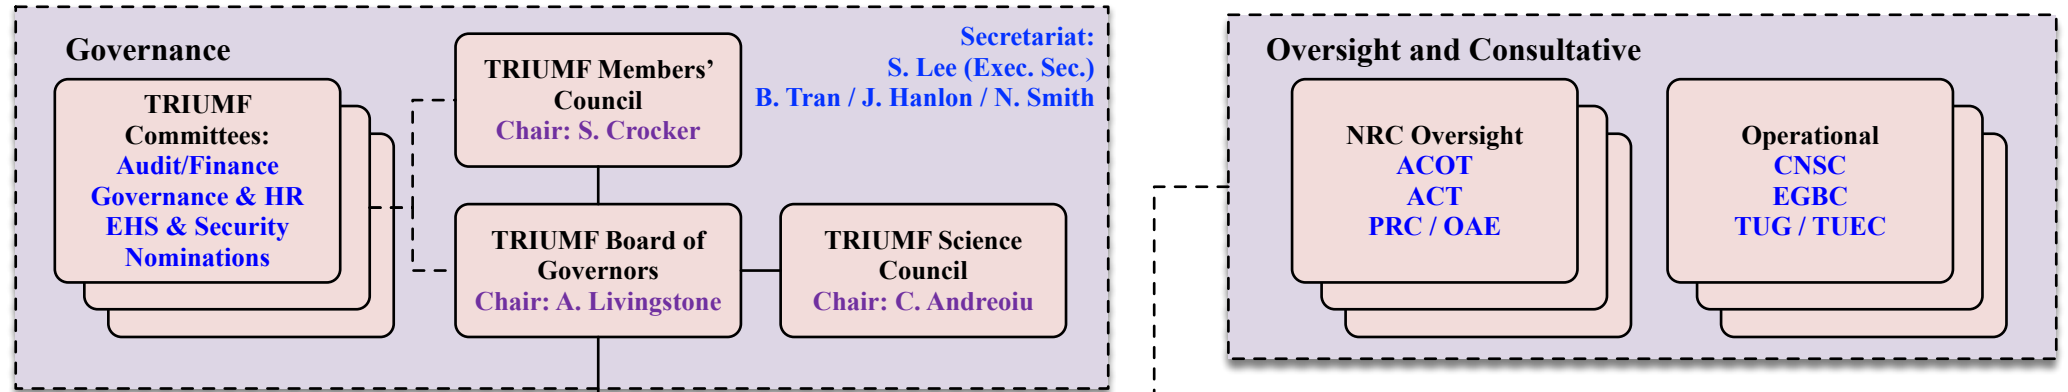 Governance
TRIUMF
Committees:
Audit/Finance
Governance & HR
EHS & Security
Nominations
TRIUMF Members’
Council
Chair: S. Crocker
Secretariat:
S. Lee (Exec. Sec.)
B. Tran / J. Hanlon / N. Smith
TRIUMF Board of
Governors
Chair: A. Livingstone
TRIUMF Science
Council
Chair: C. Andreoiu
Oversight and Consultative
NRC Oversight
ACOT
ACT
PRC / OAE
Operational
CNSC
EGBC
TUG / TUEC